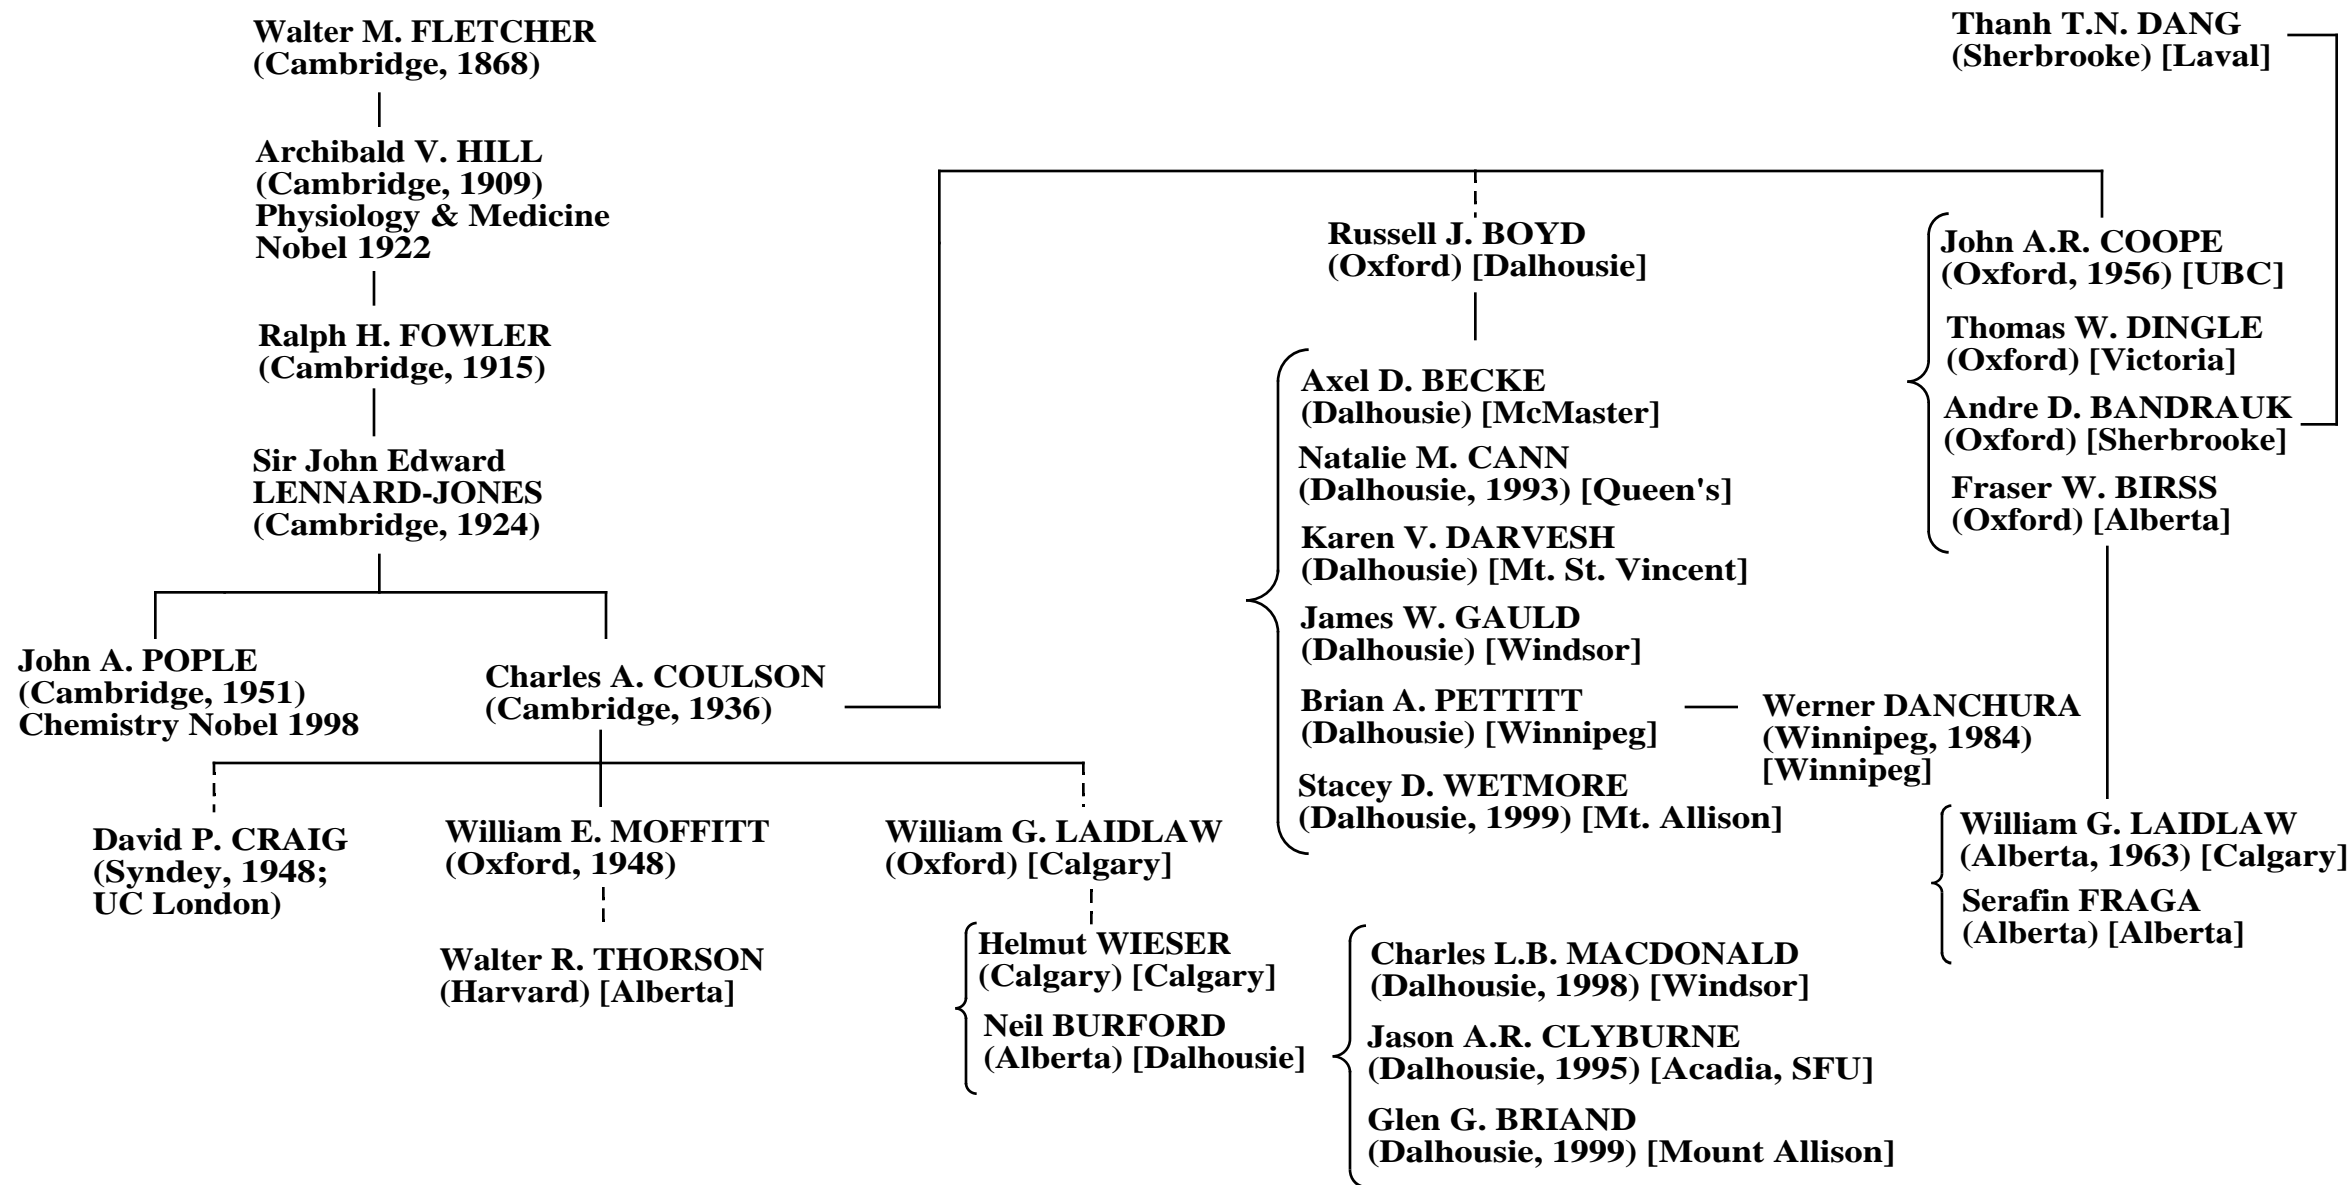 Walter M. FLETCHER
(Cambridge, 1868)
Archibald V. HILL
(Cambridge, 1909)
Physiology & Medicine
Nobel 1922
Ralph H. FOWLER
(Cambridge, 1915)
Sir John Edward
LENNARD-JONES
(Cambridge, 1924)
John A. POPLE
(Cambridge, 1951)
Chemistry Nobel 1998
Charles A. COULSON
(Cambridge, 1936)
David P. CRAIG
(Syndey, 1948;
UC London)
William E. MOFFITT
(Oxford, 1948)
Walter R. THORSON
(Harvard) [Alberta]
William G. LAIDLAW
(Oxford) [Calgary]
Helmut WIESER
(Calgary) [Calgary]
Neil BURFORD
(Alberta) [Dalhousie]
Charles L.B. MACDONALD
(Dalhousie, 1998) [Windsor]
Jason A.R. CLYBURNE
(Dalhousie, 1995) [Acadia, SFU]
Glen G. BRIAND
(Dalhousie, 1999) [Mount Allison]
Russell J. BOYD
(Oxford) [Dalhousie]
Axel D. BECKE
(Dalhousie) [McMaster]
Natalie M. CANN
(Dalhousie, 1993) [Queen's]
Karen V. DARVESH
(Dalhousie) [Mt. St. Vincent]
James W. GAULD
(Dalhousie) [Windsor]
Brian A. PETTITT
(Dalhousie) [Winnipeg]
Werner DANCHURA
(Winnipeg, 1984)
[Winnipeg]
Stacey D. WETMORE
(Dalhousie, 1999) [Mt. Allison]
Thanh T.N. DANG
(Sherbrooke) [Laval]
John A.R. COOPE
(Oxford, 1956) [UBC]
Thomas W. DINGLE
(Oxford) [Victoria]
Andre D. BANDRAUK
(Oxford) [Sherbrooke]
Fraser W. BIRSS
(Oxford) [Alberta]
William G. LAIDLAW
(Alberta, 1963) [Calgary]
Serafin FRAGA
(Alberta) [Alberta]